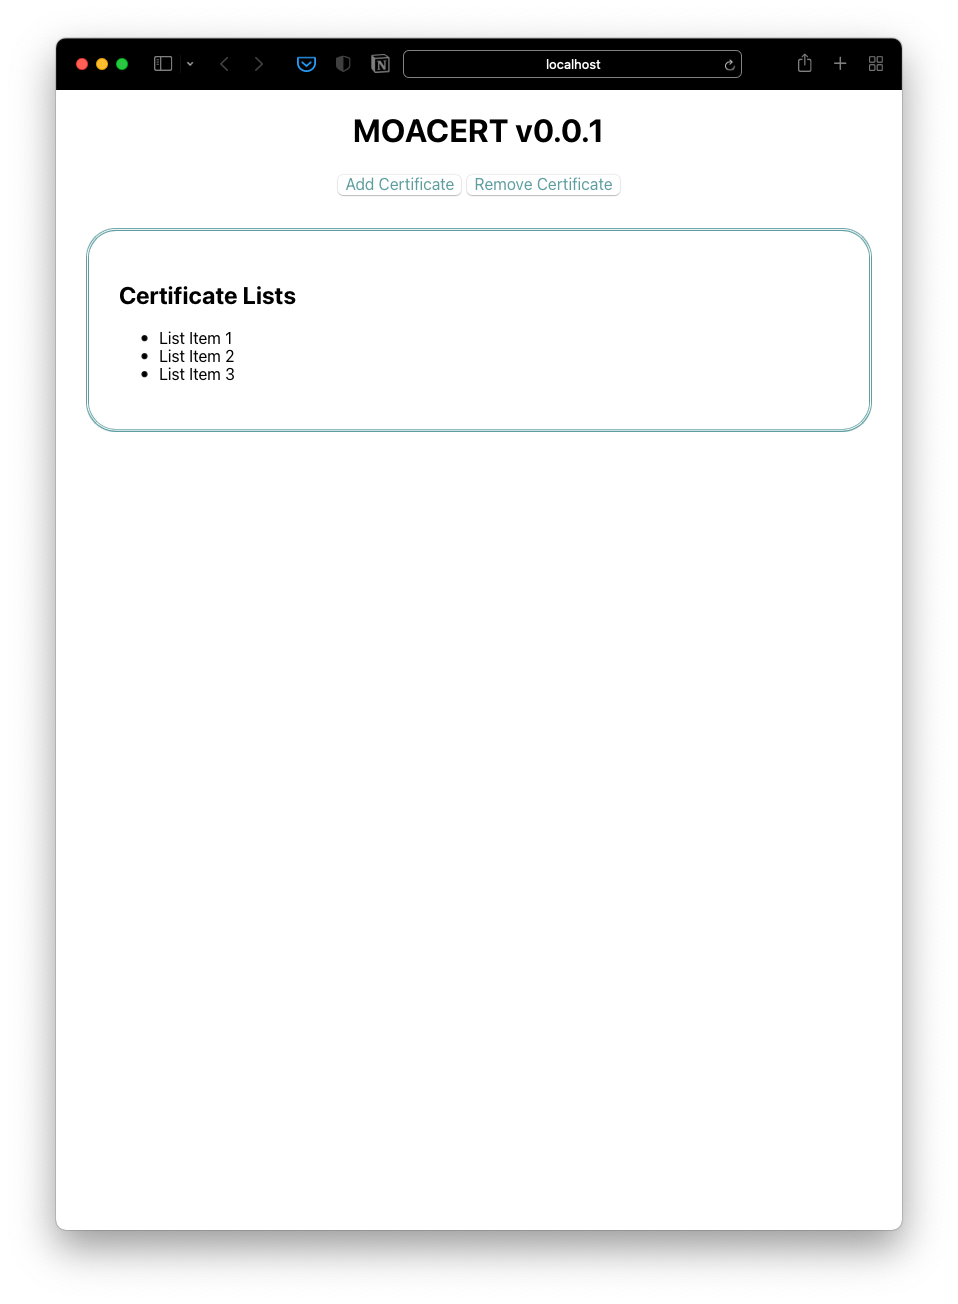 localhost
MOACERT v0.0.1
Add Certificate Remove Certificate
Certificate Lists
• List Item 1
• List Item 2
• List Item 3